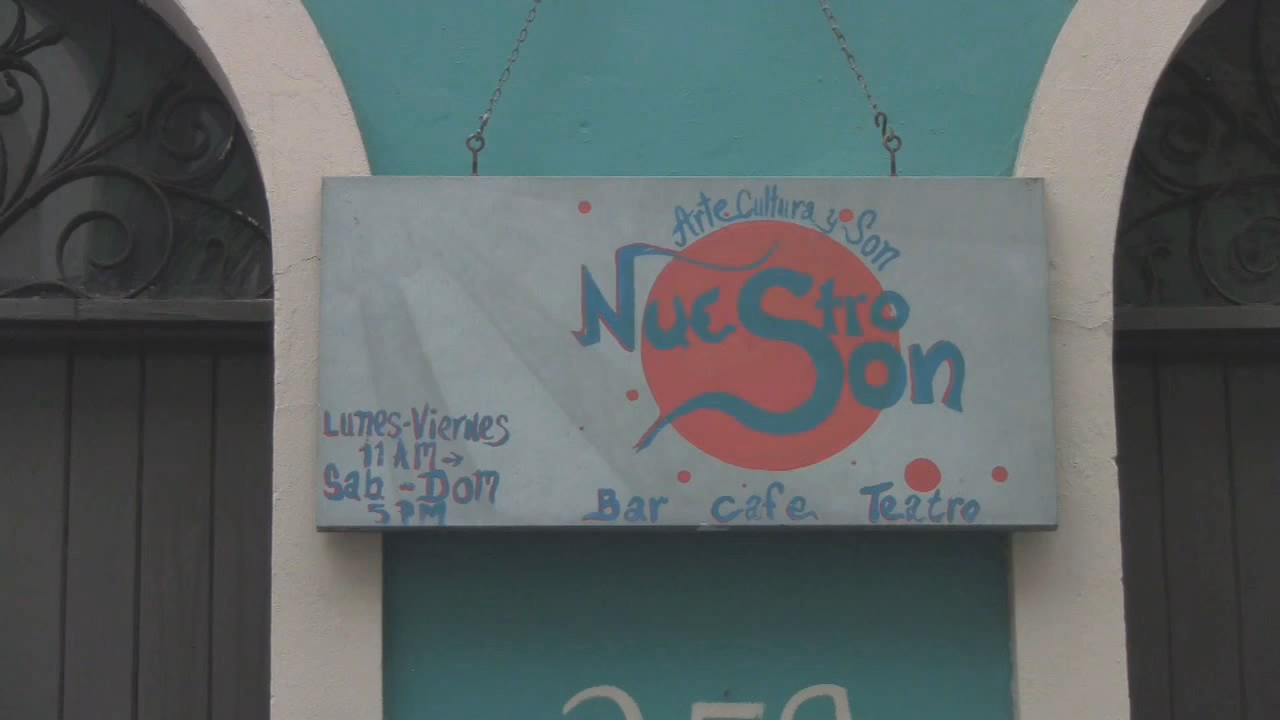 Arte Cultura y Son
NueStro
Son
Lunes-Viernes
11 AM→
Sab - Dom
5 PM
Bar cafe Teatro